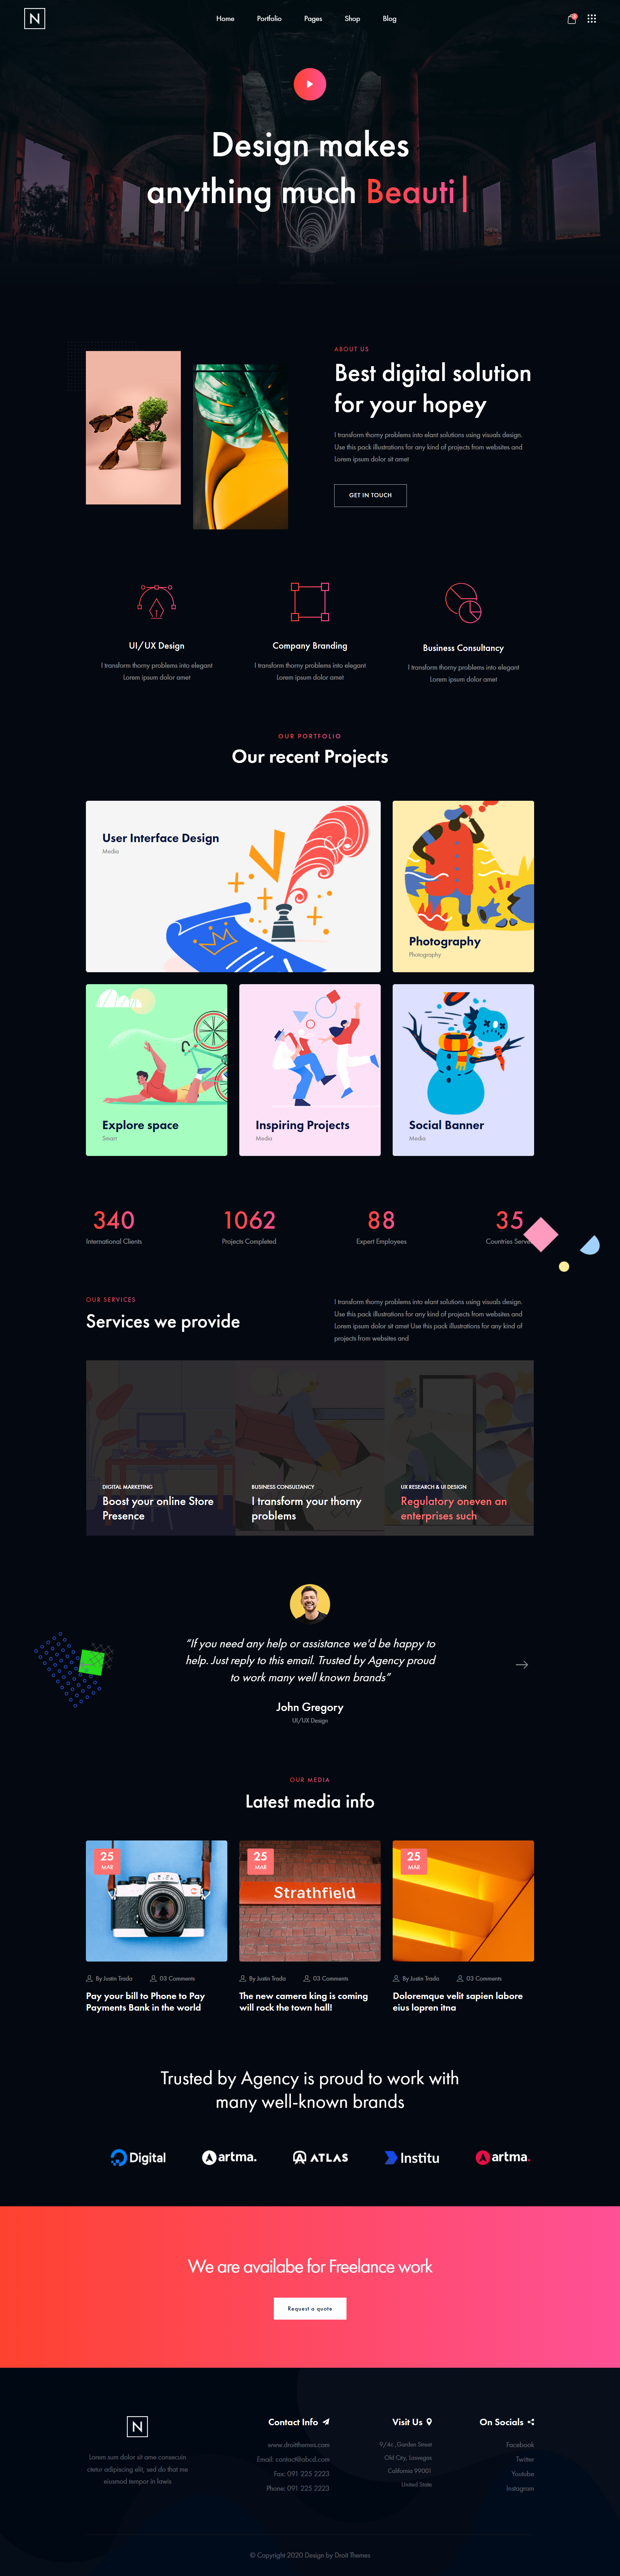 N
Home
Portfolio
Pages
Shop
Blog
Design makes
anything much Beauti|
ABOUT US
Best digital solution
for your hopey
I transform thorny problems into elant solutions using visuals design.
Use this pack illustrations for any kind of projects from websites and
Lorem ipsum dolor sit amet
GET IN TOUCH
UI/UX Design
I transform thorny problems into elegant
Lorem ipsum dolor amet
Company Branding
I transform thorny problems into elegant
Lorem ipsum dolor amet
Business Consultancy
I transform thorny problems into elegant
Lorem ipsum dolor amet
OUR PORTFOLIO
Our recent Projects
User Interface Design
Media
Photography
Photography
Explore space
Smart
Inspiring Projects
Media
Social Banner
Media
340
International Clients
1062
Projects Completed
88
Expert Employees
35
Countries Serve
OUR SERVICES
Services we provide
I transform thorny problems into elant solutions using visuals design.
Use this pack illustrations for any kind of projects from websites and
Lorem ipsum dolor sit amet Use this pack illustrations for any kind of
projects from websites and
DIGITAL MARKETING
Boost your online Store
Presence
BUSINESS CONSULTANCY
I transform your thorny
problems
UX RESEARCH & UI DESIGN
Regulatory oneven an
enterprises such
“If you need any help or assistance we'd be happy to
help. Just reply to this email. Trusted by Agency proud
to work many well known brands”
John Gregory
UI/UX Design
OUR MEDIA
Latest media info
25
MAR
By Justin Trada
03 Comments
Pay your bill to Phone to Pay
Payments Bank in the world
25
MAR
Strathfield
By Justin Trada
03 Comments
The new camera king is coming
will rock the town hall!
25
MAR
By Justin Trada
03 Comments
Doloremque velit sapien labore
eius lopren itna
Trusted by Agency is proud to work with
many well-known brands
Digital
artma.
ATLAS
Institu
artma.
We are availabe for Freelance work
Request a quote
N
Lorem sum dolor sit ame consecuin
ctetur adipiscing elit, sed do that me
eiusmod tempor in lawis
Contact Info
www.droitthemes.com
Email: contact@abcd.com
Fax: 091 225 2223
Phone: 091 225 2223
Visit Us
9/4c ,Garden Street
Old City, Lasvegas
California 99001
United State
On Socials
Facebook
Twitter
Youtube
Instagram
© Copyright 2020 Design by Droit Themes